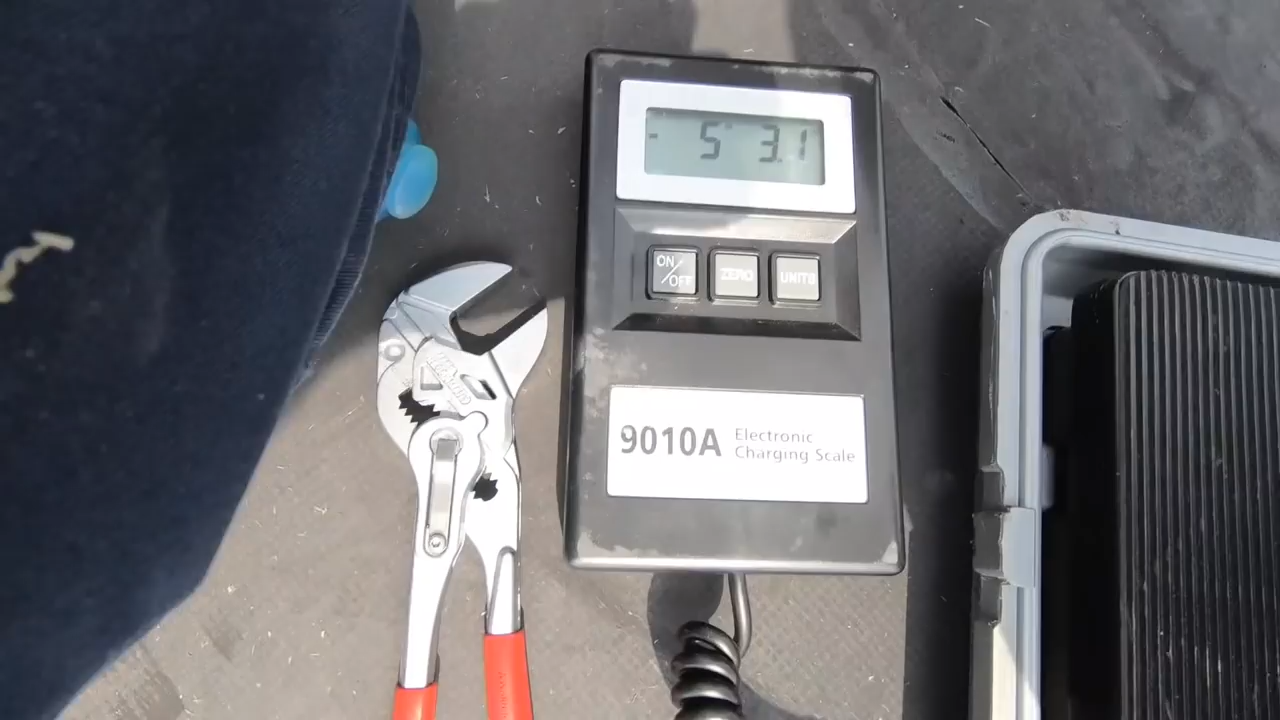 - 5 3.1
ON/OFF
ZERO
UNITS
9010A
Electronic
Charging Scale